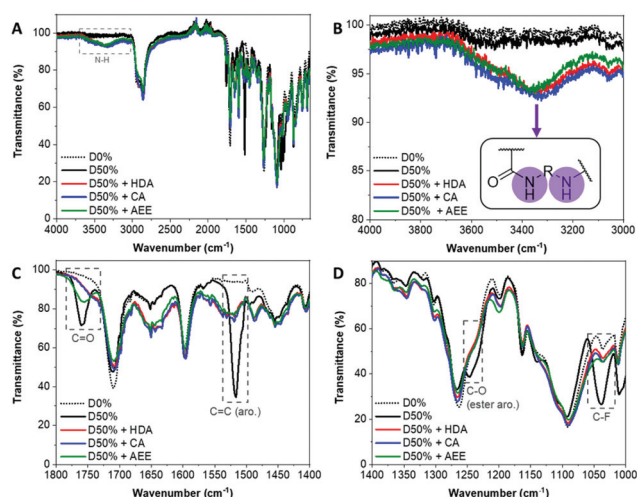 A
N-H
D0%
D50%
D50% + HDA
D50% + CA
D50% + AEE
Transmittance (%)
100
80
60
40
20
0
4000 3500 3000 2500 2000 1500 1000
Wavenumber (cm-1)
B
Transmittance (%)
100
95
90
85
80
D0%
D50%
D50% + HDA
D50% + CA
D50% + AEE
O
N
H
R
N
H
4000 3800 3600 3400 3200 3000
Wavenumber (cm-1)
C
Transmittance (%)
100
80
60
40
20
0
C=O
C=C (aro.)
D0%
D50%
D50% + HDA
D50% + CA
D50% + AEE
1800 1750 1700 1650 1600 1550 1500 1450 1400
Wavenumber (cm-1)
D
Transmittance (%)
100
80
60
40
20
0
C-O
(ester aro.)
C-F
D0%
D50%
D50% + HDA
D50% + CA
D50% + AEE
1400 1350 1300 1250 1200 1150 1100 1050 1000
Wavenumber (cm-1)